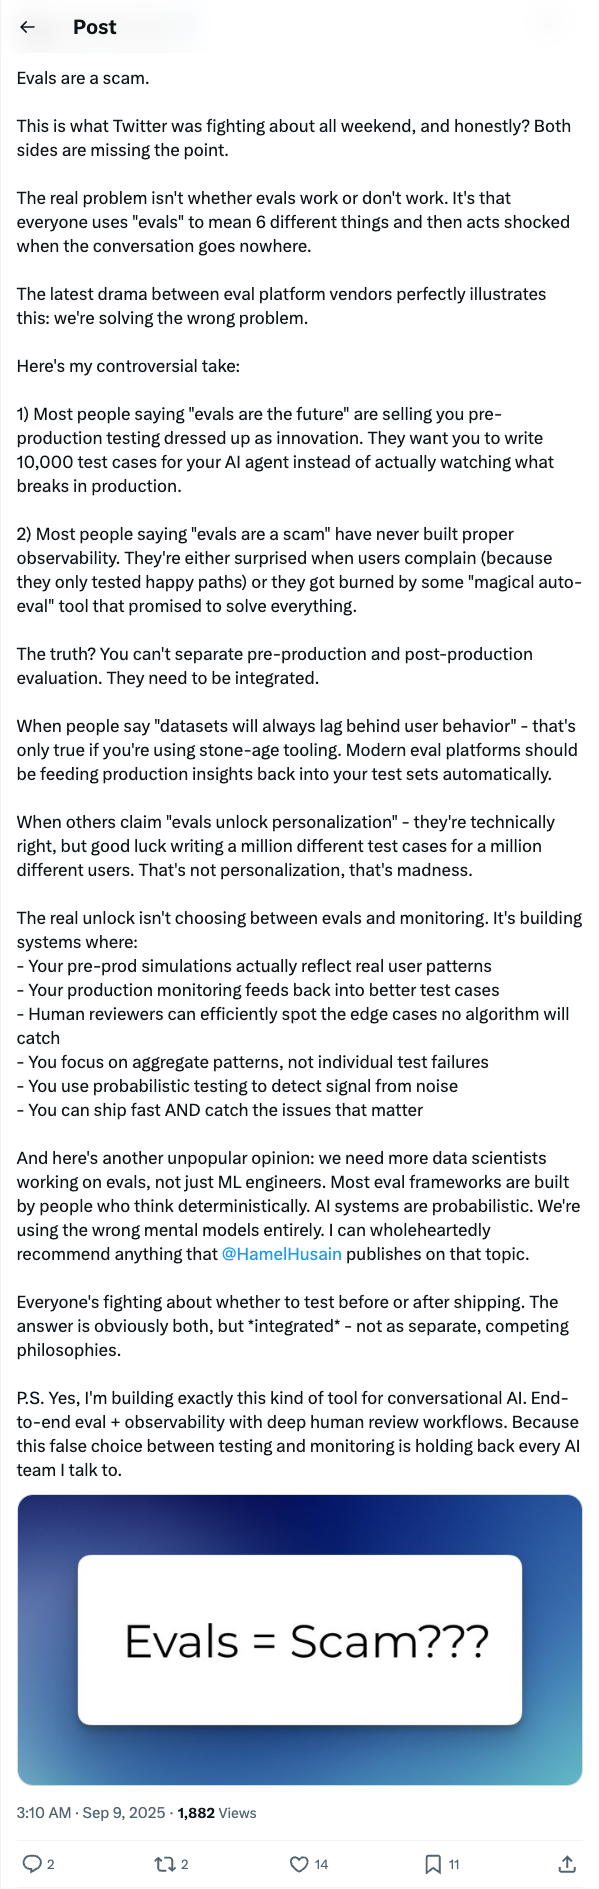 Post
Evals are a scam.
This is what Twitter was fighting about all weekend, and honestly? Both
sides are missing the point.
The real problem isn't whether evals work or don't work. It's that
everyone uses "evals" to mean 6 different things and then acts shocked
when the conversation goes nowhere.
The latest drama between eval platform vendors perfectly illustrates
this: we're solving the wrong problem.
Here's my controversial take:
1) Most people saying "evals are the future" are selling you pre-
production testing dressed up as innovation. They want you to write
10,000 test cases for your AI agent instead of actually watching what
breaks in production.
2) Most people saying "evals are a scam" have never built proper
observability. They're either surprised when users complain (because
they only tested happy paths) or they got burned by some "magical auto-
eval" tool that promised to solve everything.
The truth? You can't separate pre-production and post-production
evaluation. They need to be integrated.
When people say "datasets will always lag behind user behavior" - that's
only true if you're using stone-age tooling. Modern eval platforms should
be feeding production insights back into your test sets automatically.
When others claim "evals unlock personalization" - they're technically
right, but good luck writing a million different test cases for a million
different users. That's not personalization, that's madness.
The real unlock isn't choosing between evals and monitoring. It's building
systems where:
- Your pre-prod simulations actually reflect real user patterns
- Your production monitoring feeds back into better test cases
- Human reviewers can efficiently spot the edge cases no algorithm will
catch
- You focus on aggregate patterns, not individual test failures
- You use probabilistic testing to detect signal from noise
- You can ship fast AND catch the issues that matter
And here's another unpopular opinion: we need more data scientists
working on evals, not just ML engineers. Most eval frameworks are built
by people who think deterministically. AI systems are probabilistic. We're
using the wrong mental models entirely. I can wholeheartedly
recommend anything that @HamelHusain publishes on that topic.
Everyone's fighting about whether to test before or after shipping. The
answer is obviously both, but *integrated* - not as separate, competing
philosophies.
P.S. Yes, I'm building exactly this kind of tool for conversational AI. End-
to-end eval + observability with deep human review workflows. Because
this false choice between testing and monitoring is holding back every AI
team I talk to.
Evals = Scam???
3:10 AM · Sep 9, 2025 · 1,882 Views
2 2 14 11